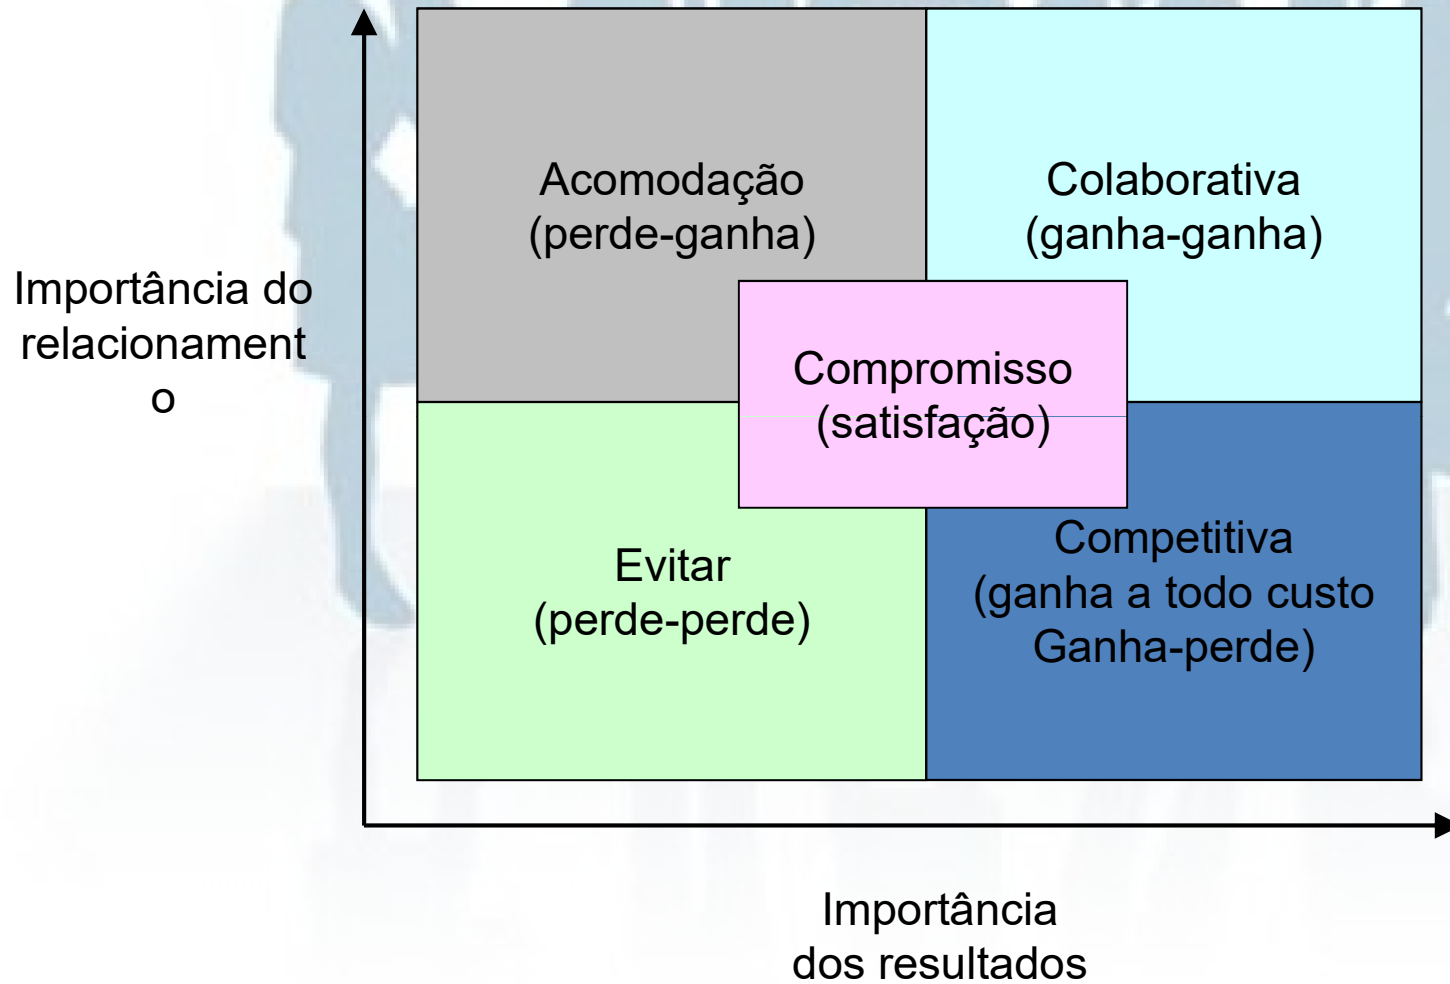 Acomodação
(perde-ganha)
Colaborativa
(ganha-ganha)
Importância do
relacionament
o
Compromisso
(satisfação)
Evitar
(perde-perde)
Competitiva
(ganha a todo custo
Ganha-perde)
Importância
dos resultados